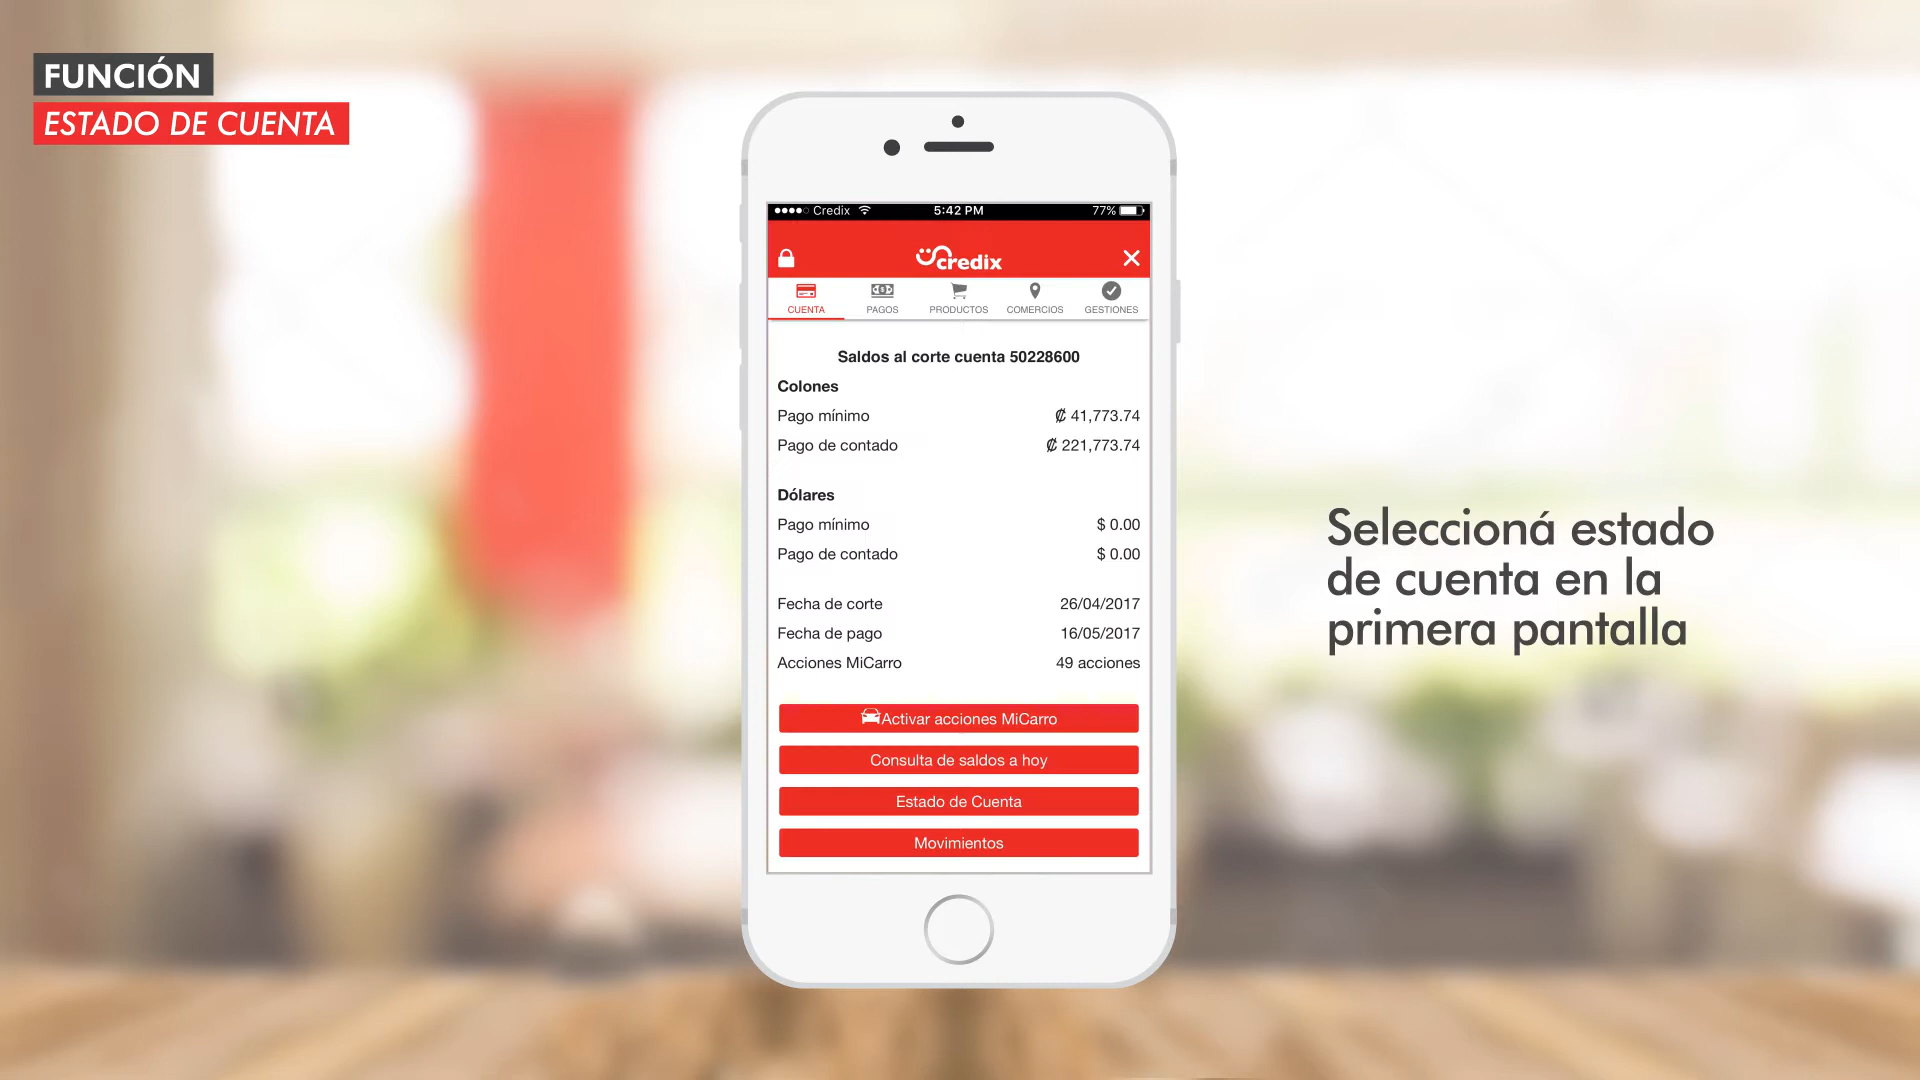 FUNCIÓN
ESTADO DE CUENTA
Credix
5:42 PM
77%
credix
CUENTA
PAGOS
PRODUCTOS
COMERCIOS
GESTIONES
Saldos al corte cuenta 50228600
Colones
Pago mínimo ₡ 41,773.74
Pago de contado ₡ 221,773.74
Dólares
Pago mínimo $ 0.00
Pago de contado $ 0.00
Fecha de corte 26/04/2017
Fecha de pago 16/05/2017
Acciones MiCarro 49 acciones
Activar acciones MiCarro
Consulta de saldos a hoy
Estado de Cuenta
Movimientos
Seleccioná estado
de cuenta en la
primera pantalla